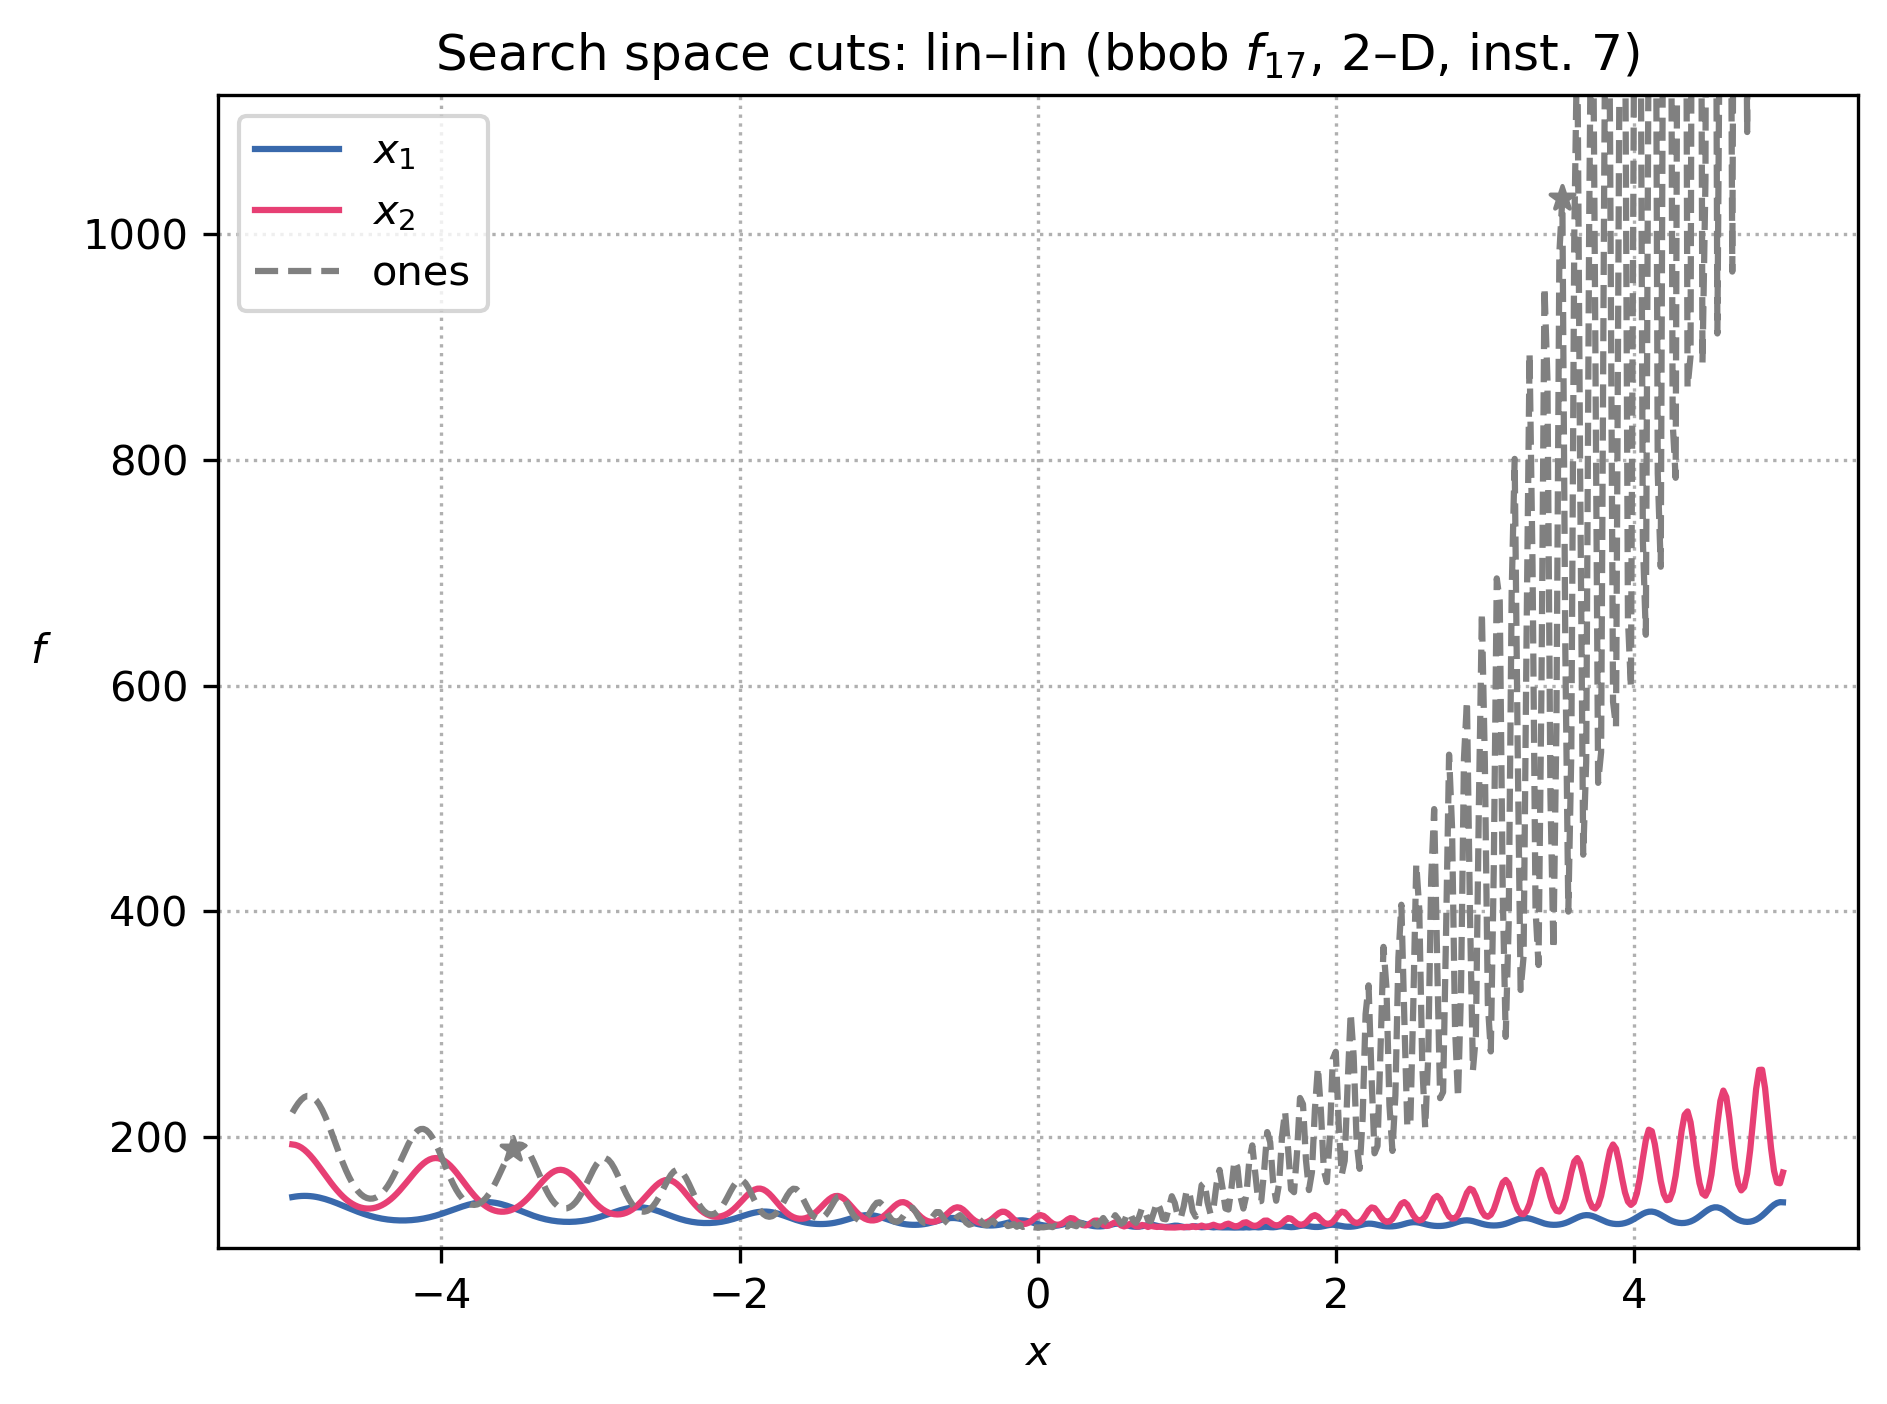 Search space cuts: lin–lin (bbob f17, 2–D, inst. 7)
x1
x2
ones
1000
800
600
400
200
f
−4
−2
0
2
4
x